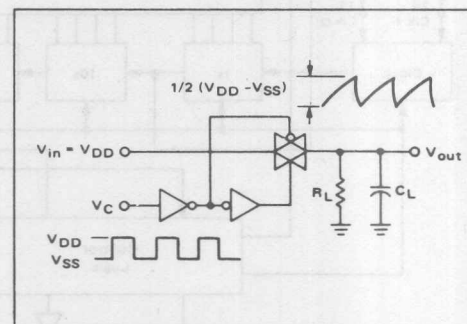 1/2 (VDD -VSS)
Vin = VDD
Vout
RL
CL
VC
VDD
VSS